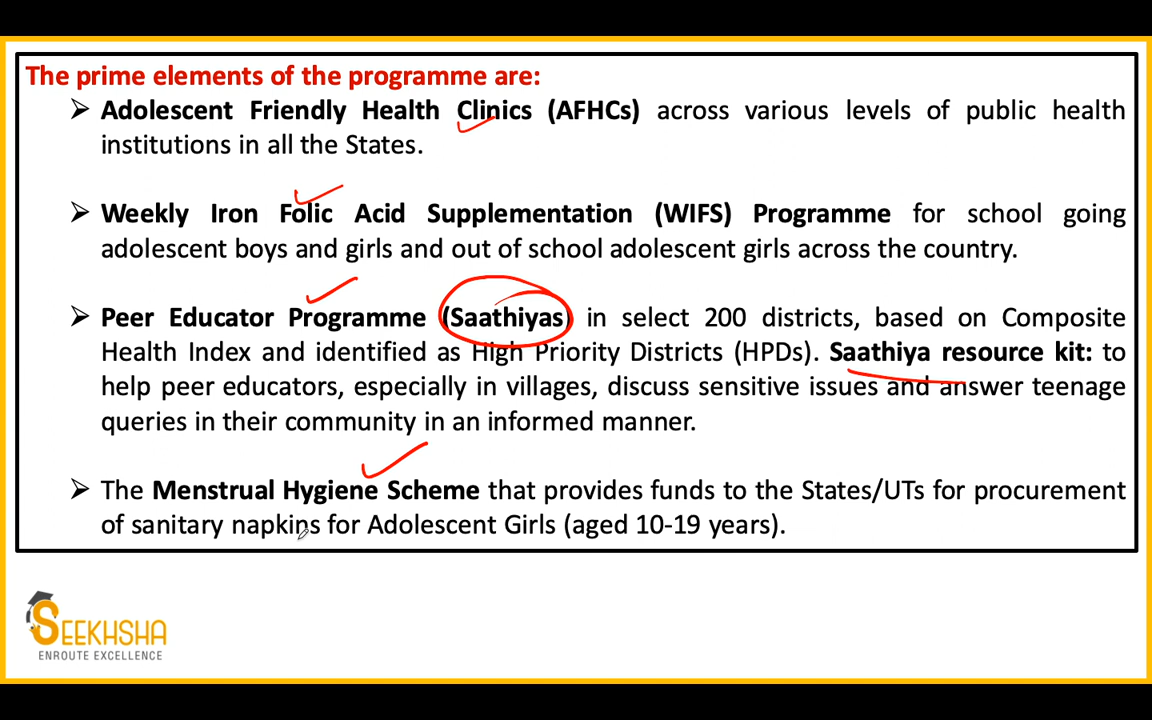 The prime elements of the programme are:
➢ Adolescent Friendly Health Clinics (AFHCs) across various levels of public health
institutions in all the States.
➢ Weekly Iron Folic Acid Supplementation (WIFS) Programme for school going
adolescent boys and girls and out of school adolescent girls across the country.
➢ Peer Educator Programme (Saathiyas) in select 200 districts, based on Composite
Health Index and identified as High Priority Districts (HPDs). Saathiya resource kit: to
help peer educators, especially in villages, discuss sensitive issues and answer teenage
queries in their community in an informed manner.
➢ The Menstrual Hygiene Scheme that provides funds to the States/UTs for procurement
of sanitary napkins for Adolescent Girls (aged 10-19 years).
SEEKHSHA
ENROUTE EXCELLENCE